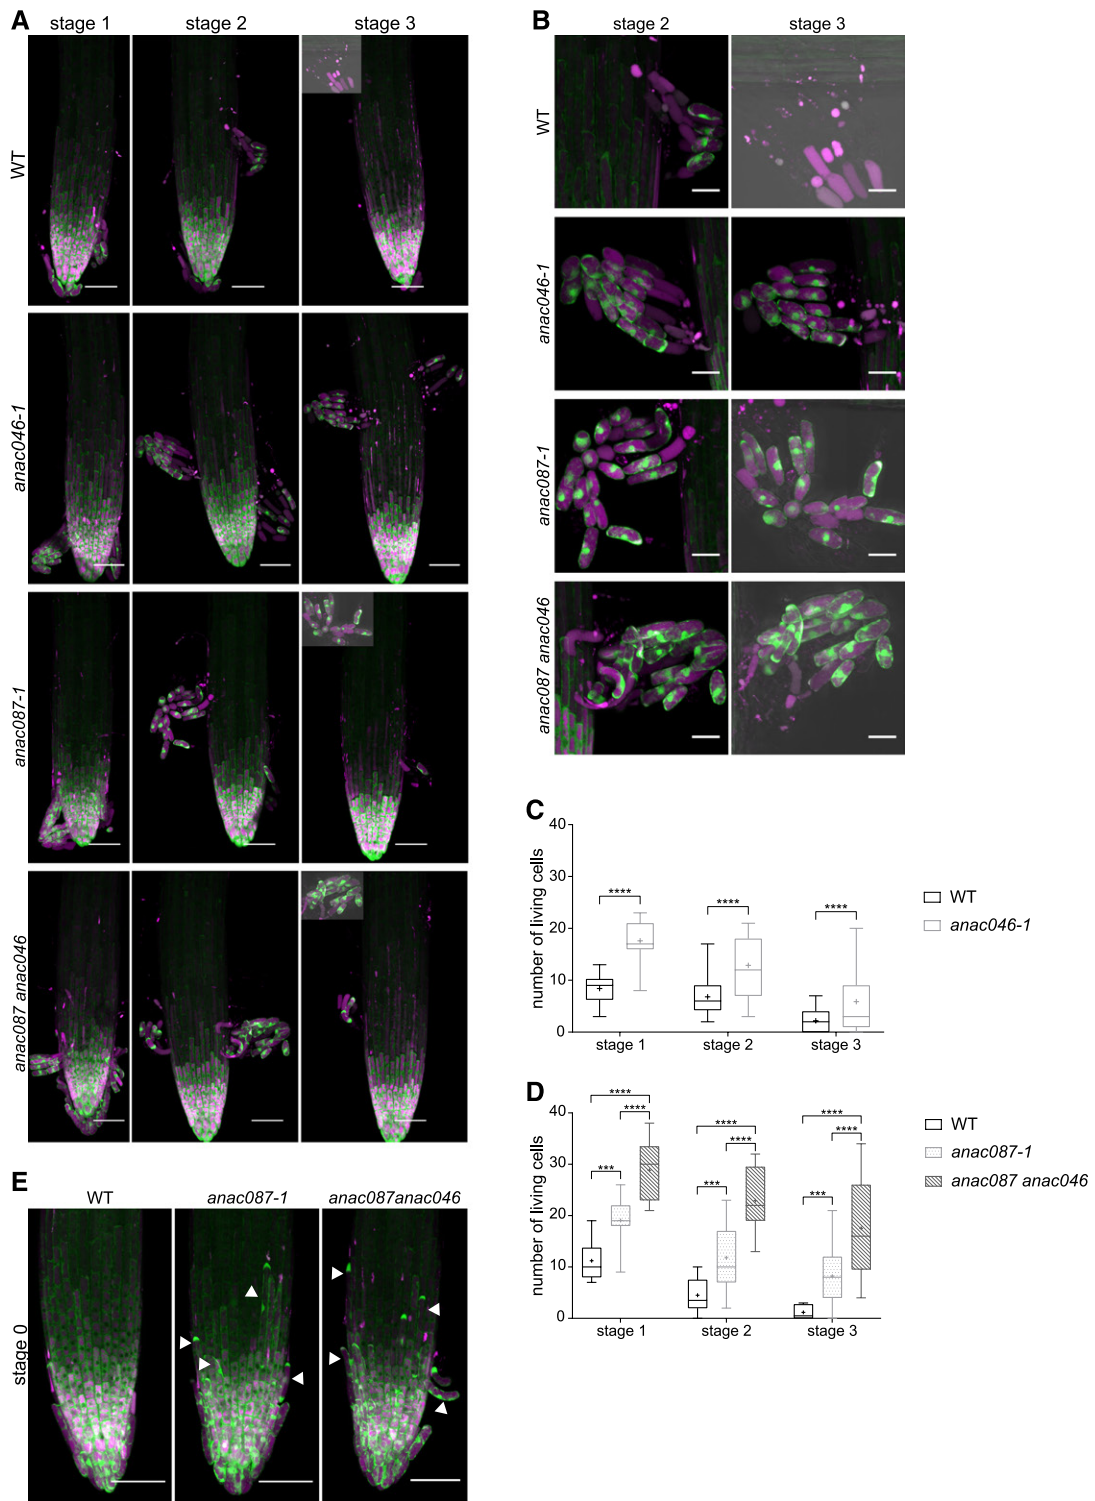 A
stage 1 stage 2 stage 3
WT
anac046-1
anac087-1
anac087 anac046
B
stage 2 stage 3
WT
anac046-1
anac087-1
anac087 anac046
C
number of living cells
40
30
20
10
0
**** **** ****
stage 1 stage 2 stage 3
WT
anac046-1
D
number of living cells
40
30
20
10
0
**** **** ***
**** **** ***
**** **** ***
stage 1 stage 2 stage 3
WT
anac087-1
anac087 anac046
E
WT anac087-1 anac087anac046
stage 0